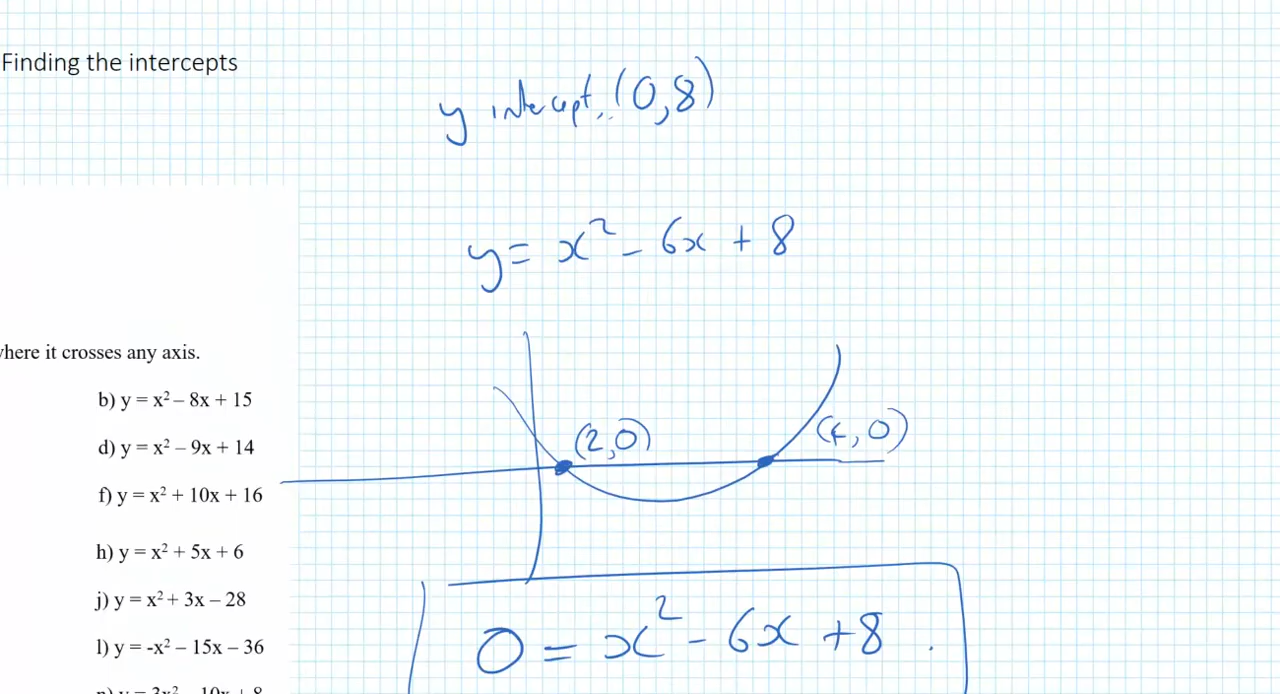 Finding the intercepts
y intercept, (0,8)
y = x² - 6x + 8
where it crosses any axis.
b) y = x² – 8x + 15
d) y = x² – 9x + 14
f) y = x² + 10x + 16
h) y = x² + 5x + 6
j) y = x² + 3x – 28
l) y = -x² – 15x – 36
(2,0)
(4,0)
0 = x² - 6x + 8